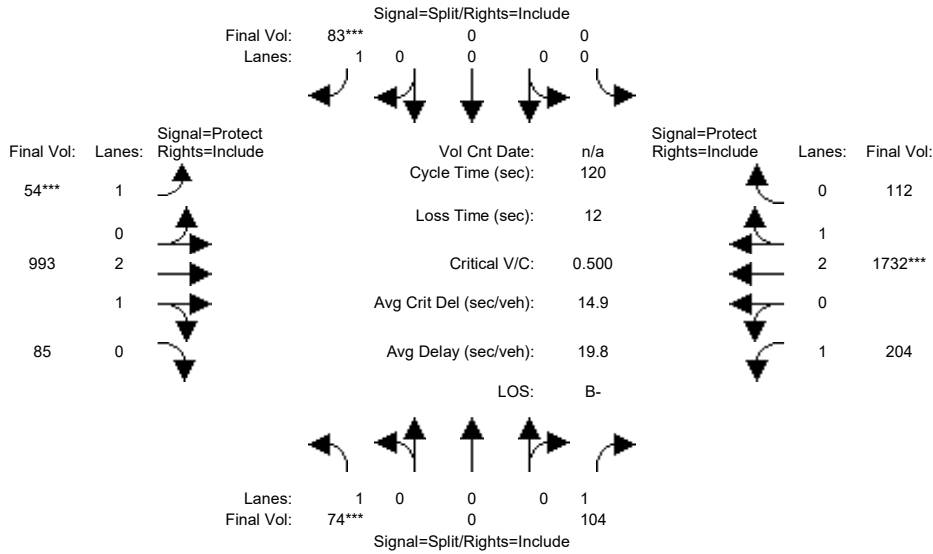 Signal=Split/Rights=Include
Final Vol: 83*** 0 0
Lanes: 1 0 0 0 0
Signal=Protect Signal=Protect
Final Vol: Lanes: Rights=Include Vol Cnt Date: n/a Rights=Include Lanes: Final Vol:
Cycle Time (sec): 120
54*** 1 0 112
Loss Time (sec): 12
0 1
993 2 Critical V/C: 0.500 2 1732***
1 Avg Crit Del (sec/veh): 14.9 0
85 0 Avg Delay (sec/veh): 19.8 1 204
LOS: B-
Lanes: 1 0 0 0 1
Final Vol: 74*** 0 104
Signal=Split/Rights=Include